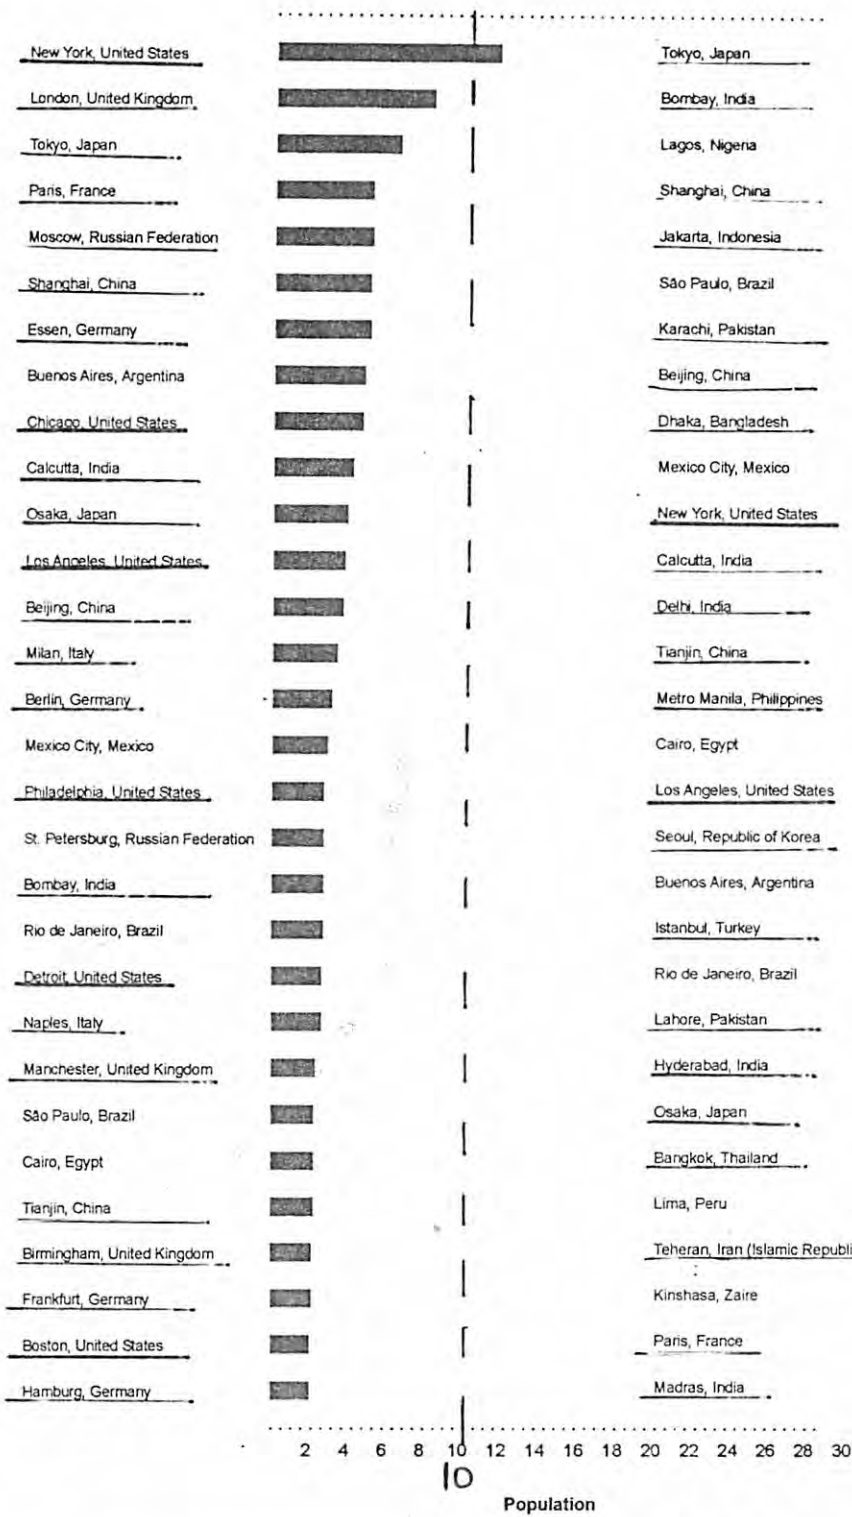 New York, United States
London, United Kingdom
Tokyo, Japan
Paris, France
Moscow, Russian Federation
Shanghai, China
Essen, Germany
Buenos Aires, Argentina
Chicago, United States
Calcutta, India
Osaka, Japan
Los Angeles, United States
Beijing, China
Milan, Italy
Berlin, Germany
Mexico City, Mexico
Philadelphia, United States
St. Petersburg, Russian Federation
Bombay, India
Rio de Janeiro, Brazil
Detroit, United States
Naples, Italy
Manchester, United Kingdom
São Paulo, Brazil
Cairo, Egypt
Tianjin, China
Birmingham, United Kingdom
Frankfurt, Germany
Boston, United States
Hamburg, Germany
Tokyo, Japan
Bombay, India
Lagos, Nigeria
Shanghai, China
Jakarta, Indonesia
São Paulo, Brazil
Karachi, Pakistan
Beijing, China
Dhaka, Bangladesh
Mexico City, Mexico
New York, United States
Calcutta, India
Delhi, India
Tianjin, China
Metro Manila, Philippines
Cairo, Egypt
Los Angeles, United States
Seoul, Republic of Korea
Buenos Aires, Argentina
Istanbul, Turkey
Rio de Janeiro, Brazil
Lahore, Pakistan
Hyderabad, India
Osaka, Japan
Bangkok, Thailand
Lima, Peru
Teheran, Iran (Islamic Republi
Kinshasa, Zaire
Paris, France
Madras, India
2 4 6 8 10 12 14 16 18 20 22 24 26 28 30
10
Population